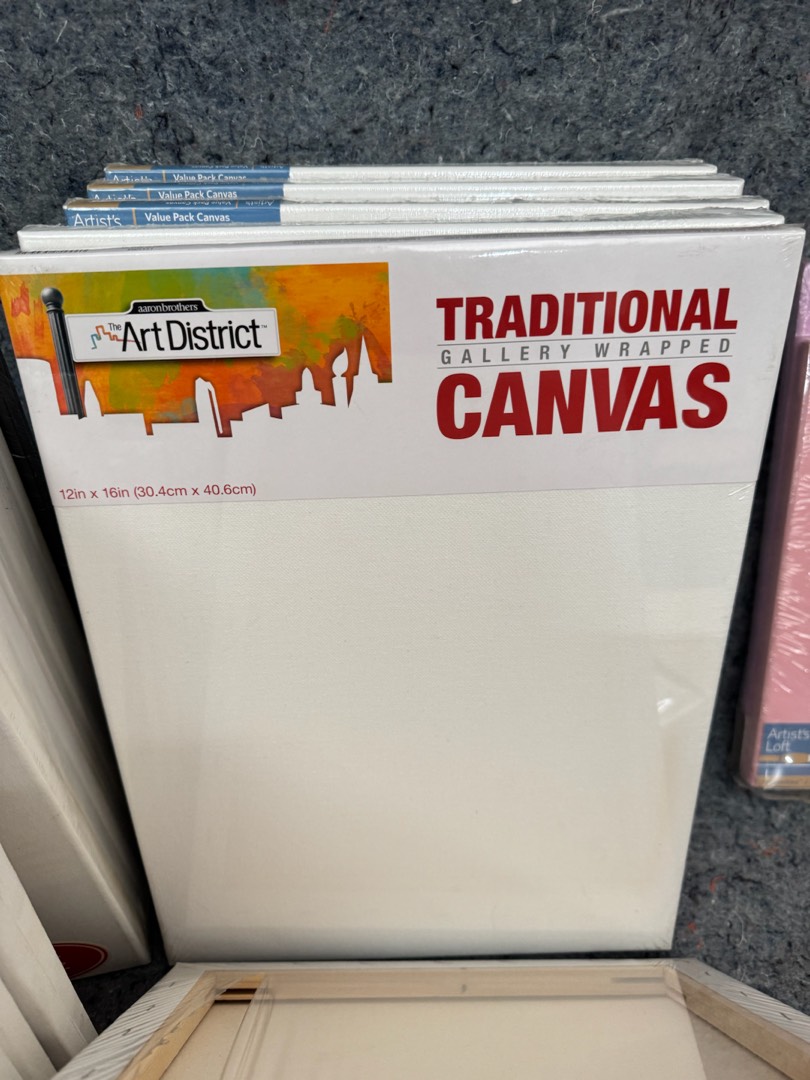 Value Pack Canvas
Value Pack Canvas
Artist's Value Pack Canvas
aaronbrothers
The
Art District™
TRADITIONAL
GALLERY WRAPPED
CANVAS
12in x 16in (30.4cm x 40.6cm)
Artist's
Loft